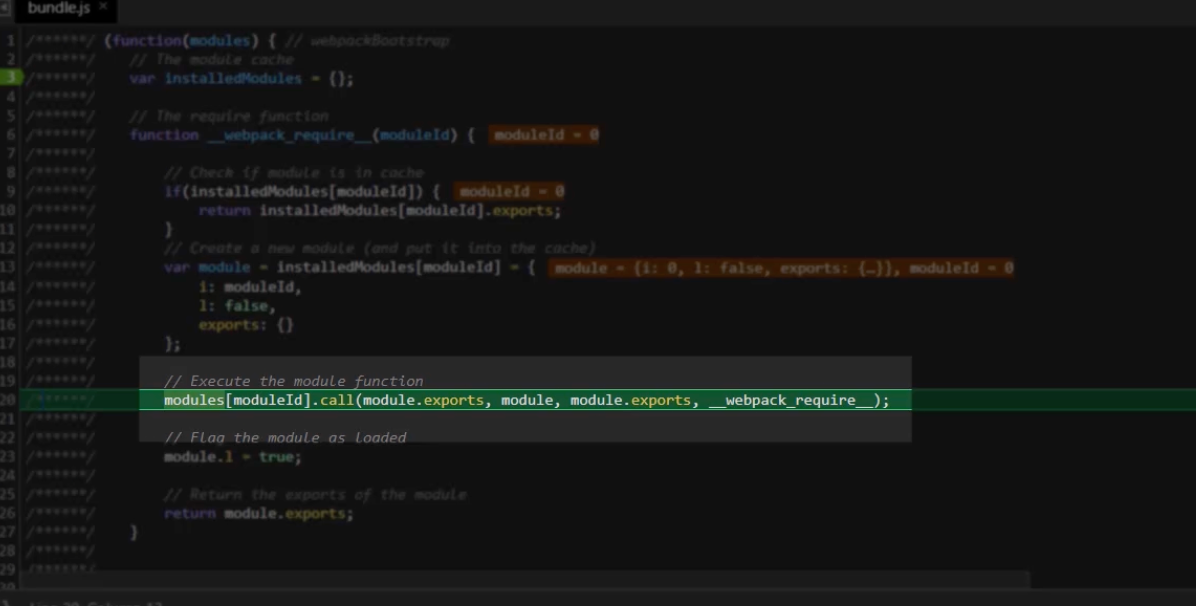 bundle.js ×
1 /******/ (function(modules) { // webpackBootstrap
2 /******/ // The module cache
3 /******/ var installedModules = {};
4 /******/
5 /******/ // The require function
6 /******/ function __webpack_require__(moduleId) { moduleId = 0
7 /******/
8 /******/ // Check if module is in cache
9 /******/ if(installedModules[moduleId]) { moduleId = 0
10 /******/ return installedModules[moduleId].exports;
11 /******/ }
12 /******/ // Create a new module (and put it into the cache)
13 /******/ var module = installedModules[moduleId] = { module = {i: 0, l: false, exports: {…}}, moduleId = 0
14 /******/ i: moduleId,
15 /******/ l: false,
16 /******/ exports: {}
17 /******/ };
18 /******/
19 /******/ // Execute the module function
20 /******/ modules[moduleId].call(module.exports, module, module.exports, __webpack_require__);
21 /******/
22 /******/ // Flag the module as loaded
23 /******/ module.l = true;
24 /******/
25 /******/ // Return the exports of the module
26 /******/ return module.exports;
27 /******/ }
28 /******/
29 /******/